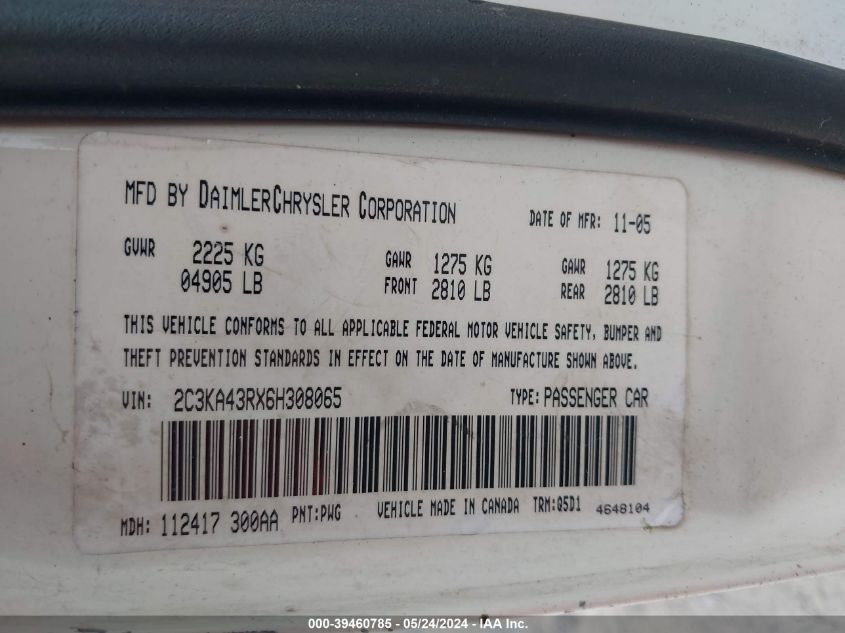 MFD BY DAIMLERCHRYSLER CORPORATION DATE OF MFR: 11-05
GVWR 2225 KG GAWR 1275 KG GAWR 1275 KG
04905 LB FRONT 2810 LB REAR 2810 LB
THIS VEHICLE CONFORMS TO ALL APPLICABLE FEDERAL MOTOR VEHICLE SAFETY, BUMPER AND
THEFT PREVENTION STANDARDS IN EFFECT ON THE DATE OF MANUFACTURE SHOWN ABOVE.
VIN: 2C3KA43RX6H308065 TYPE: PASSENGER CAR
MDH: 112417 300AA PNT:PWG VEHICLE MADE IN CANADA TRM:Q5D1 4648104
000-39460785 - 05/24/2024 - IAA Inc.